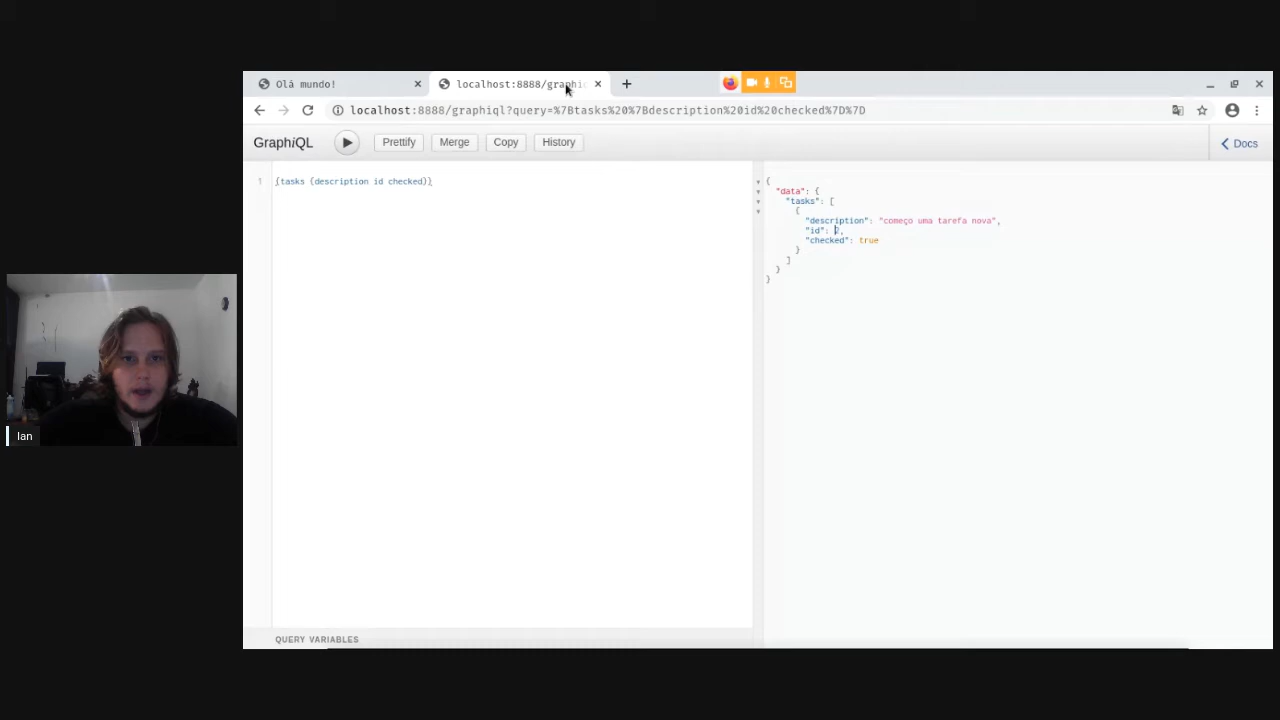 Olá mundo!
localhost:8888/graphi
localhost:8888/graphiql?query=%7Btasks%20%7Bdescription%20id%20checked%7D%7D
GraphiQL
Prettify
Merge
Copy
History
Docs
1
{tasks {description id checked}}
{
"data": {
"tasks": [
{
"description": "começo uma tarefa nova",
"id": 2,
"checked": true
}
]
}
}
Ian
QUERY VARIABLES